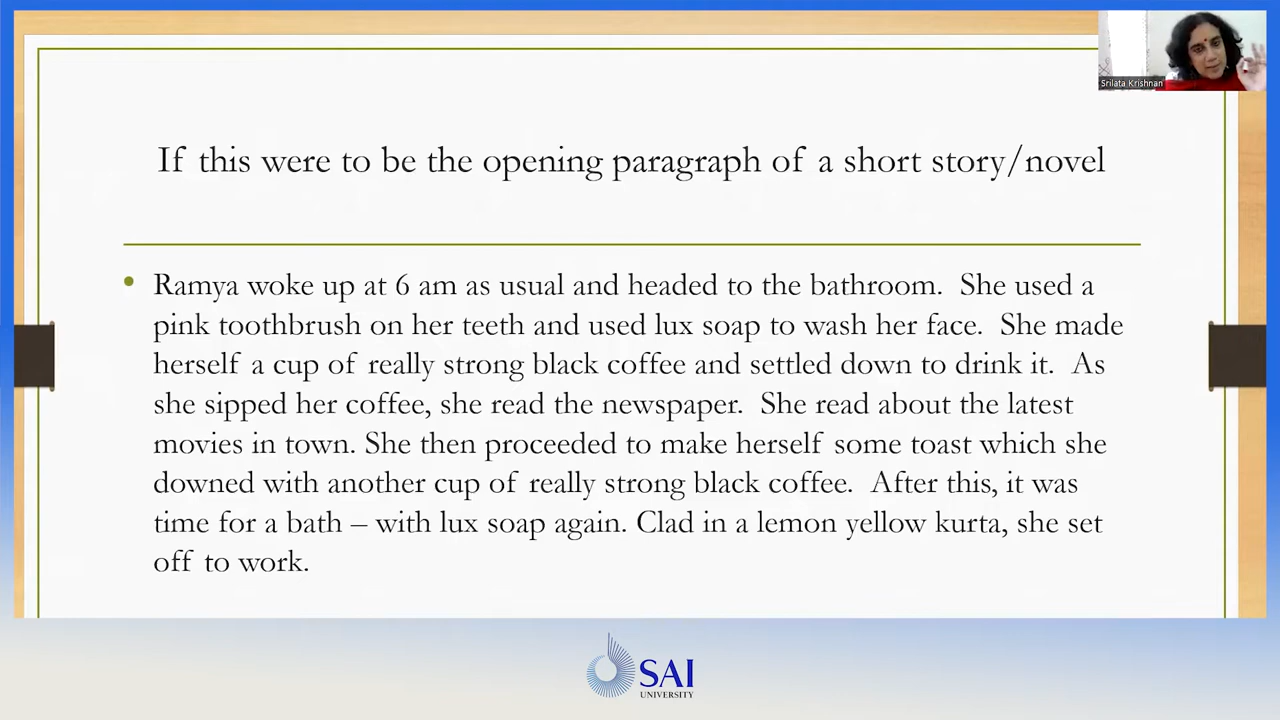 Srilata Krishnan
If this were to be the opening paragraph of a short story/novel
• Ramya woke up at 6 am as usual and headed to the bathroom. She used a
pink toothbrush on her teeth and used lux soap to wash her face. She made
herself a cup of really strong black coffee and settled down to drink it. As
she sipped her coffee, she read the newspaper. She read about the latest
movies in town. She then proceeded to make herself some toast which she
downed with another cup of really strong black coffee. After this, it was
time for a bath – with lux soap again. Clad in a lemon yellow kurta, she set
off to work.
SAI
UNIVERSITY